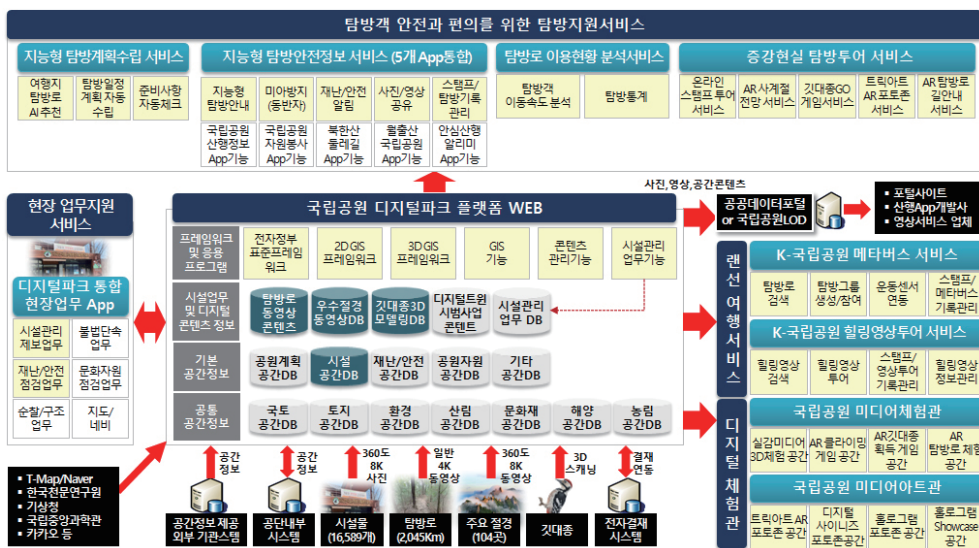 탐방객 안전과 편의를 위한 탐방지원서비스
지능형 탐방계획수립 서비스
여행지
탐방로
AI 추천
탐방일정
계획 자동
수립
준비사항
자동체크
지능형 탐방안전정보 서비스 (5개 App통합)
지능형
탐방안내
미아방지
(동반자)
재난/안전
알림
사진/영상
공유
스탬프/
탐방기록
관리
국립공원
산행정보
App기능
국립공원
자원봉사
App기능
북한산
둘레길
App기능
월출산
국립공원
App기능
안심산행
알리미
App기능
탐방로 이용현황 분석서비스
탐방객
이동속도 분석
탐방통계
증강현실 탐방투어 서비스
온라인
스탬프 투어
서비스
AR 사계절
전망 서비스
깃대종GO
게임서비스
트릭아트
AR 포토존
서비스
AR 탐방로
길안내
서비스
현장 업무지원
서비스
디지털파크 통합
현장업무 App
시설관리
제보업무
불법단속
업무
재난/안전
점검업무
문화자원
점검업무
순찰/구조
업무
지도/
네비
국립공원 디지털파크 플랫폼 WEB
프레임워크
및 응용
프로그램
전자정부
표준프레임
워크
2D GIS
프레임워크
3D GIS
프레임워크
GIS
기능
콘텐츠
관리기능
시설관리
업무기능
시설업무
및 디지털
콘텐츠 정보
탐방로
동영상
콘텐츠
우수절경
동영상DB
깃대종3D
모델링DB
디지털트윈
시범사업
콘텐트
시설관리
업무 DB
기본
공간정보
공원계획
공간DB
시설
공간DB
재난/안전
공간DB
공원자원
공간DB
기타
공간DB
공통
공간정보
국토
공간DB
토지
공간DB
환경
공간DB
산림
공간DB
문화재
공간DB
해양
공간DB
농림
공간DB
사진,영상,공간콘텐츠
공공데이터포털
or 국립공원LOD
▪ 포털사이트
▪ 산행App개발사
▪ 영상서비스 업체
랜선 여행서비스
K-국립공원 메타버스 서비스
탐방로
검색
탐방그룹
생성/참여
운동센서
연동
스탬프/
메타버스
기록관리
K-국립공원 힐링영상투어 서비스
힐링영상
검색
힐링영상
투어
스탬프/
영상투어
기록관리
힐링영상
정보관리
디지털 체험관
국립공원 미디어체험관
실감미디어
3D체험 공간
AR 클라이밍
게임 공간
AR깃대종
획득 게임
공간
AR
탐방로 체험
공간
국립공원 미디어아트관
트릭아트 AR
포토존 공간
디지털
사이니즈
포토존공간
홀로그램
포토존 공간
홀로그램
Showcase
공간
▪ T-Map/Naver
▪ 한국천문연구원
▪ 기상청
▪ 국립중앙과학관
▪ 카카오 등
공간
정보
공간정보 제공
외부 기관스템
공간
정보
공단내부
시스템
360도
8K
사진
시설물
(16,589개)
일반
4K
동영상
탐방로
(2,045Km)
360도
8K
동영상
주요 절경
(104곳)
3D
스캐닝
깃대종
결재
연동
전자결재
시스템